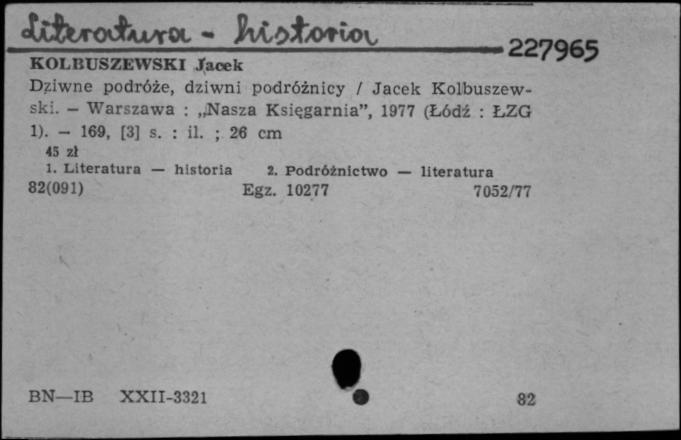 Literatura - historia
227965
KOLBUSZEWSKI Jacek
Dziwne podróże, dziwni podróżnicy / Jacek Kolbuszew-
ski. — Warszawa : „Nasza Księgarnia”, 1977 (Łódź : ŁZG
1). — 169, [3] s. : il. ; 26 cm
45 zł
1. Literatura — historia 2. Podróżnictwo — literatura
82(091) Egz. 10277 7052/77
BN—IB XXII-3321 82